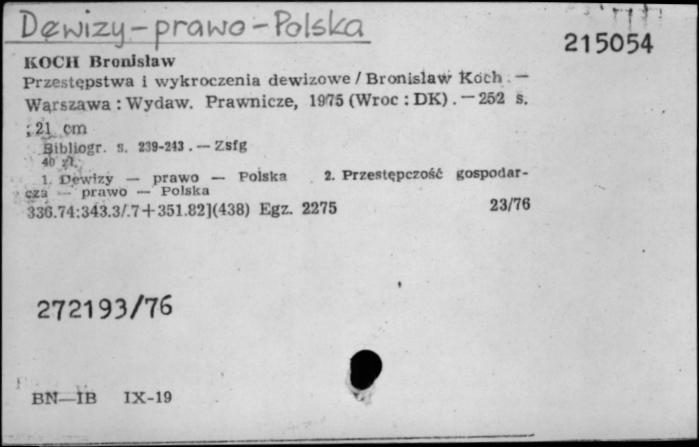 Dewizy-prawo-Polska
215054
KOCH Bronisław
Przestępstwa i wykroczenia dewizowe / Bronisław Koch. —
Warszawa : Wydaw. Prawnicze, 1975 (Wroc : DK). — 252 s.
; 21 cm
Bibliogr. s. 239-243. — Zsfg
40 zł.
1. Dewizy — prawo — Polska 2. Przestępczość gospodar-
cza — prawo — Polska
336.74:343.3/.7+351.82](438) Egz. 2275 23/76
272193/76
BN—IB IX-19